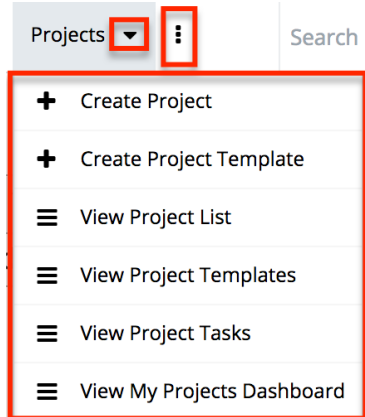 Projects Search
Create Project
Create Project Template
View Project List
View Project Templates
View Project Tasks
View My Projects Dashboard